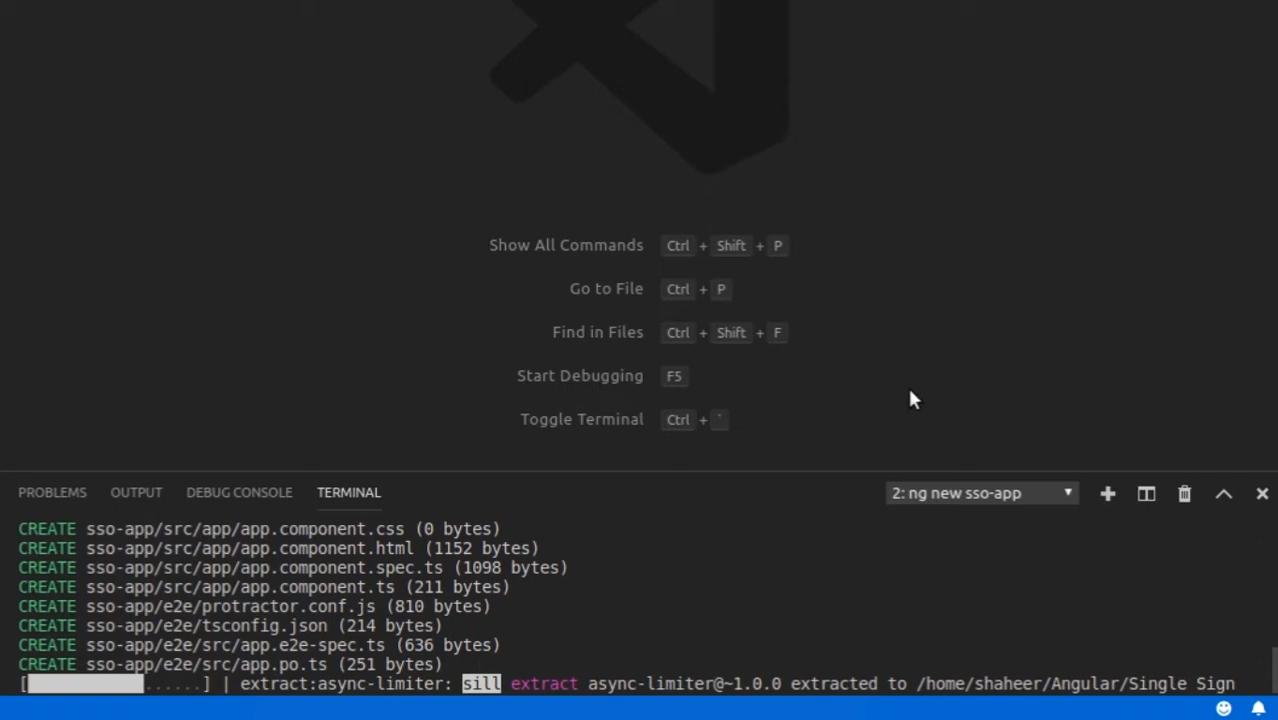 Show All Commands Ctrl + Shift + P
Go to File Ctrl + P
Find in Files Ctrl + Shift + F
Start Debugging F5
Toggle Terminal Ctrl + `
PROBLEMS OUTPUT DEBUG CONSOLE TERMINAL 2: ng new sso-app
CREATE sso-app/src/app/app.component.css (0 bytes)
CREATE sso-app/src/app/app.component.html (1152 bytes)
CREATE sso-app/src/app/app.component.spec.ts (1098 bytes)
CREATE sso-app/src/app/app.component.ts (211 bytes)
CREATE sso-app/e2e/protractor.conf.js (810 bytes)
CREATE sso-app/e2e/tsconfig.json (214 bytes)
CREATE sso-app/e2e/src/app.e2e-spec.ts (636 bytes)
CREATE sso-app/e2e/src/app.po.ts (251 bytes)
[ ......] | extract:async-limiter: sill extract async-limiter@~1.0.0 extracted to /home/shaheer/Angular/Single Sign